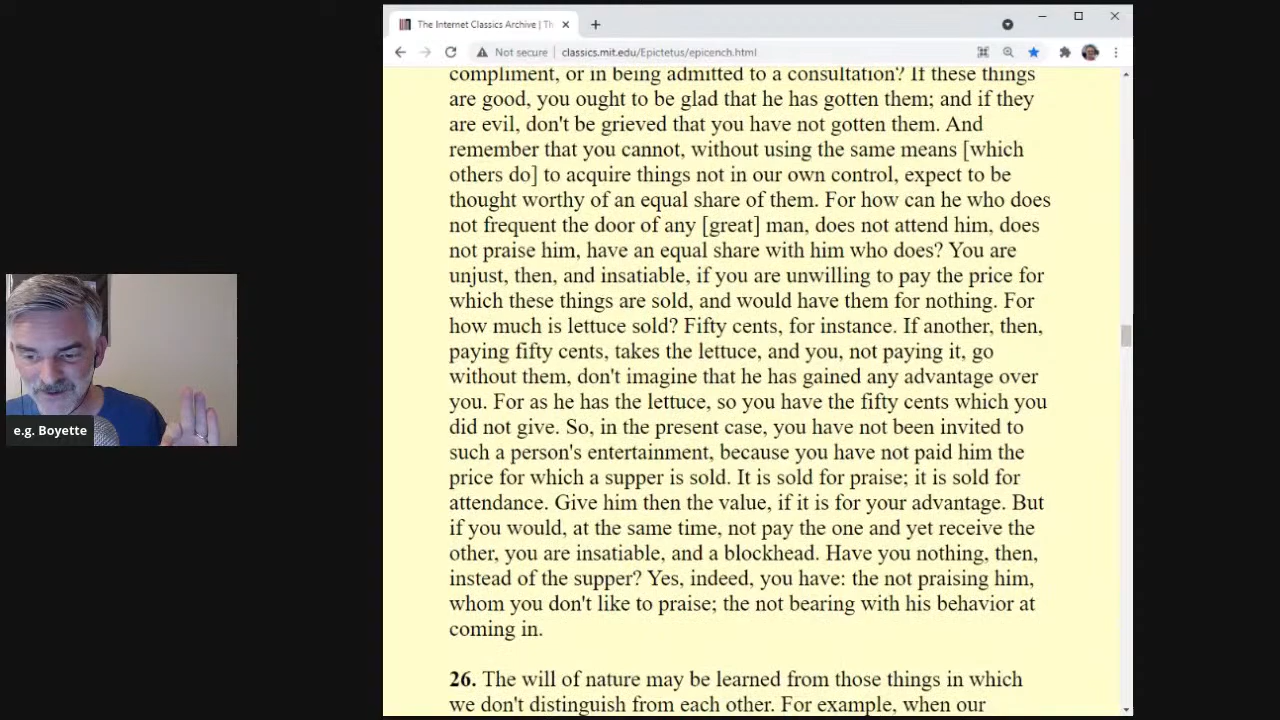 The Internet Classics Archive | Th
Not secure
classics.mit.edu/Epictetus/epicench.html
compliment, or in being admitted to a consultation? If these things
are good, you ought to be glad that he has gotten them; and if they
are evil, don't be grieved that you have not gotten them. And
remember that you cannot, without using the same means [which
others do] to acquire things not in our own control, expect to be
thought worthy of an equal share of them. For how can he who does
not frequent the door of any [great] man, does not attend him, does
not praise him, have an equal share with him who does? You are
unjust, then, and insatiable, if you are unwilling to pay the price for
which these things are sold, and would have them for nothing. For
how much is lettuce sold? Fifty cents, for instance. If another, then,
paying fifty cents, takes the lettuce, and you, not paying it, go
without them, don't imagine that he has gained any advantage over
you. For as he has the lettuce, so you have the fifty cents which you
did not give. So, in the present case, you have not been invited to
such a person's entertainment, because you have not paid him the
price for which a supper is sold. It is sold for praise; it is sold for
attendance. Give him then the value, if it is for your advantage. But
if you would, at the same time, not pay the one and yet receive the
other, you are insatiable, and a blockhead. Have you nothing, then,
instead of the supper? Yes, indeed, you have: the not praising him,
whom you don't like to praise; the not bearing with his behavior at
coming in.
26. The will of nature may be learned from those things in which
we don't distinguish from each other. For example, when our
e.g. Boyette